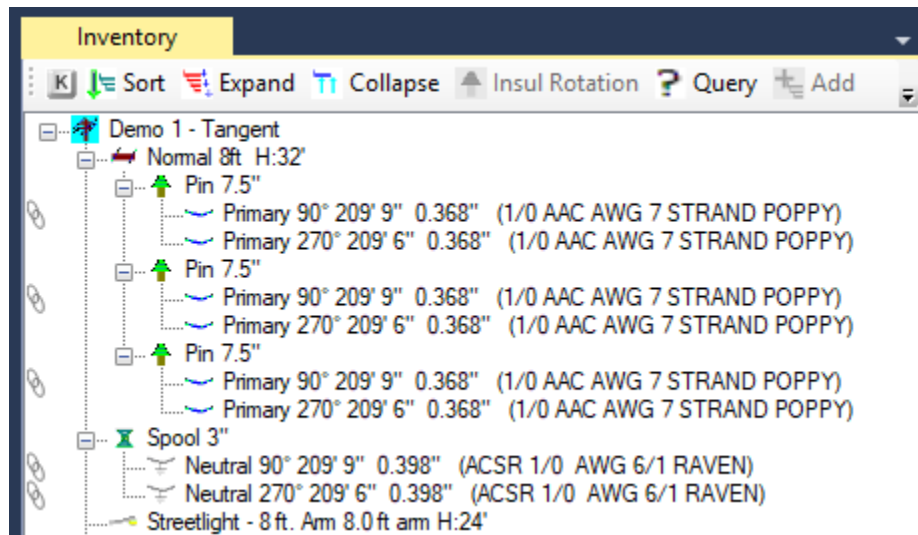 Inventory
K Sort Expand Collapse Insul Rotation ? Query Add
Demo 1 - Tangent
Normal 8ft H:32'
Pin 7.5"
Primary 90° 209' 9" 0.368" (1/0 AAC AWG 7 STRAND POPPY)
Primary 270° 209' 6" 0.368" (1/0 AAC AWG 7 STRAND POPPY)
Pin 7.5"
Primary 90° 209' 9" 0.368" (1/0 AAC AWG 7 STRAND POPPY)
Primary 270° 209' 6" 0.368" (1/0 AAC AWG 7 STRAND POPPY)
Pin 7.5"
Primary 90° 209' 9" 0.368" (1/0 AAC AWG 7 STRAND POPPY)
Primary 270° 209' 6" 0.368" (1/0 AAC AWG 7 STRAND POPPY)
Spool 3"
Neutral 90° 209' 9" 0.398" (ACSR 1/0 AWG 6/1 RAVEN)
Neutral 270° 209' 6" 0.398" (ACSR 1/0 AWG 6/1 RAVEN)
Streetlight - 8 ft. Arm 8.0 ft arm H:24'